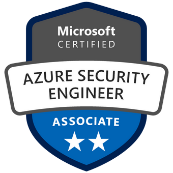 Microsoft
CERTIFIED
AZURE SECURITY
ENGINEER
ASSOCIATE